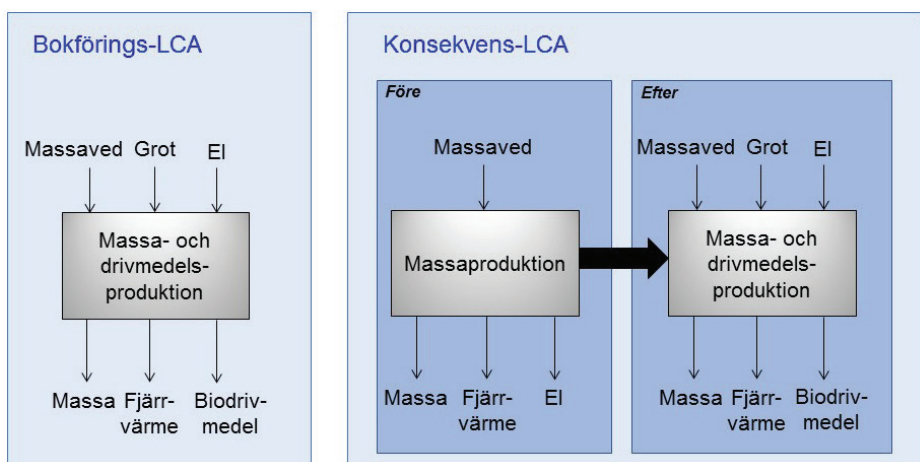 Bokförings-LCA
Massaved Grot El
Massa- och
drivmedels-
produktion
Massa Fjärr- Biodriv-
värme medel
Konsekvens-LCA
Före
Massaved
Massaproduktion
Massa Fjärr- El
värme
Efter
Massaved Grot El
Massa- och
drivmedels-
produktion
Massa Fjärr- Biodriv-
värme medel